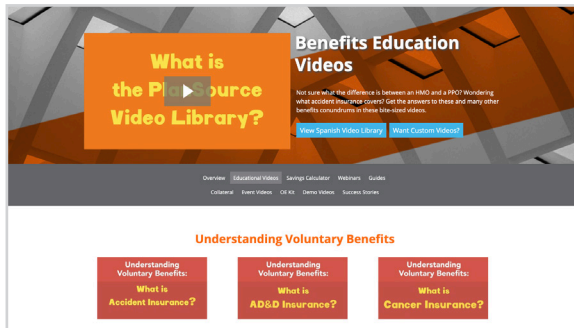 What is
the PlanSource
Video Library?
Benefits Education
Videos
Not sure what the difference is between an HMO and a PPO? Wondering
what accident insurance covers? Get the answers to these and many other
benefits conundrums in these bite-sized videos.
View Spanish Video Library Want Custom Videos?
Overview Educational Videos Savings Calculator Webinars Guides
Collateral Event Videos OE Kit Demo Videos Success Stories
Understanding Voluntary Benefits
Understanding
Voluntary Benefits:
What is
Accident Insurance?
Understanding
Voluntary Benefits:
What is
AD&D Insurance?
Understanding
Voluntary Benefits:
What is
Cancer Insurance?